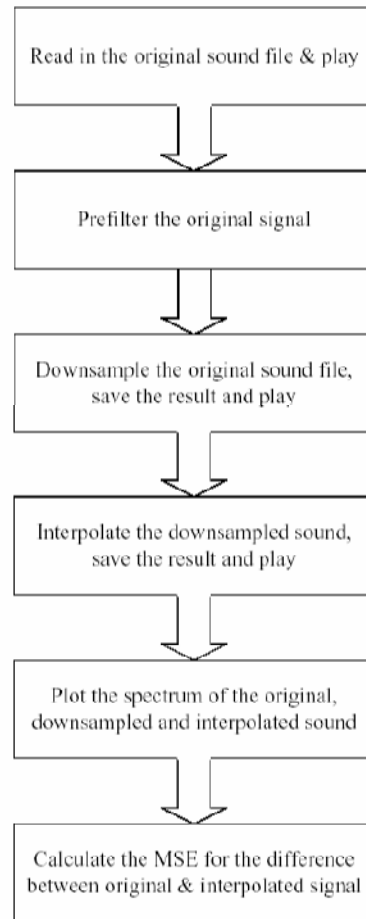 Read in the original sound file & play
Prefilter the original signal
Downsample the original sound file,
save the result and play
Interpolate the downsampled sound,
save the result and play
Plot the spectrum of the original,
downsampled and interpolated sound
Calculate the MSE for the difference
between original & interpolated signal